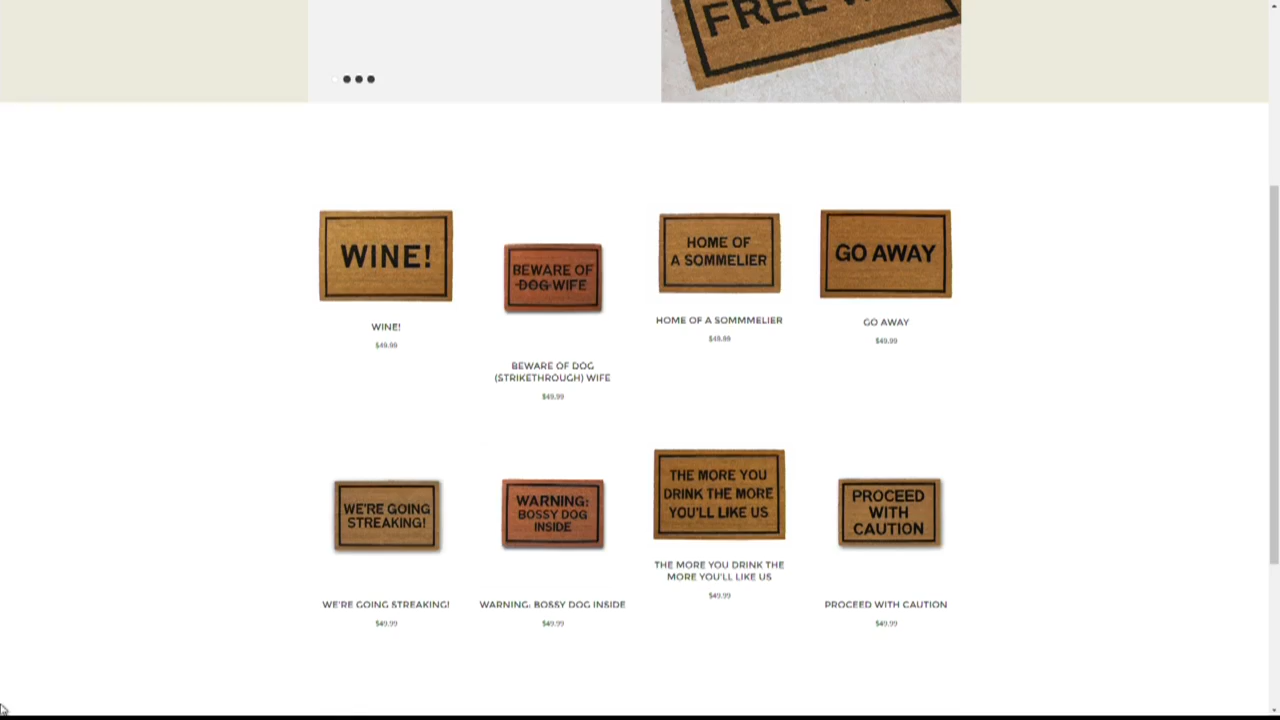 FREE
WINE!
BEWARE OF
DOG WIFE
HOME OF
A SOMMELIER
GO AWAY
WINE!
$49.99
BEWARE OF DOG
(STRIKETHROUGH) WIFE
$49.99
HOME OF A SOMMMELIER
$49.99
GO AWAY
$49.99
WE'RE GOING
STREAKING!
WARNING:
BOSSY DOG
INSIDE
THE MORE YOU
DRINK THE MORE
YOU'LL LIKE US
PROCEED
WITH
CAUTION
WE'RE GOING STREAKING!
$49.99
WARNING: BOSSY DOG INSIDE
$49.99
THE MORE YOU DRINK THE
MORE YOU'LL LIKE US
$49.99
PROCEED WITH CAUTION
$49.99